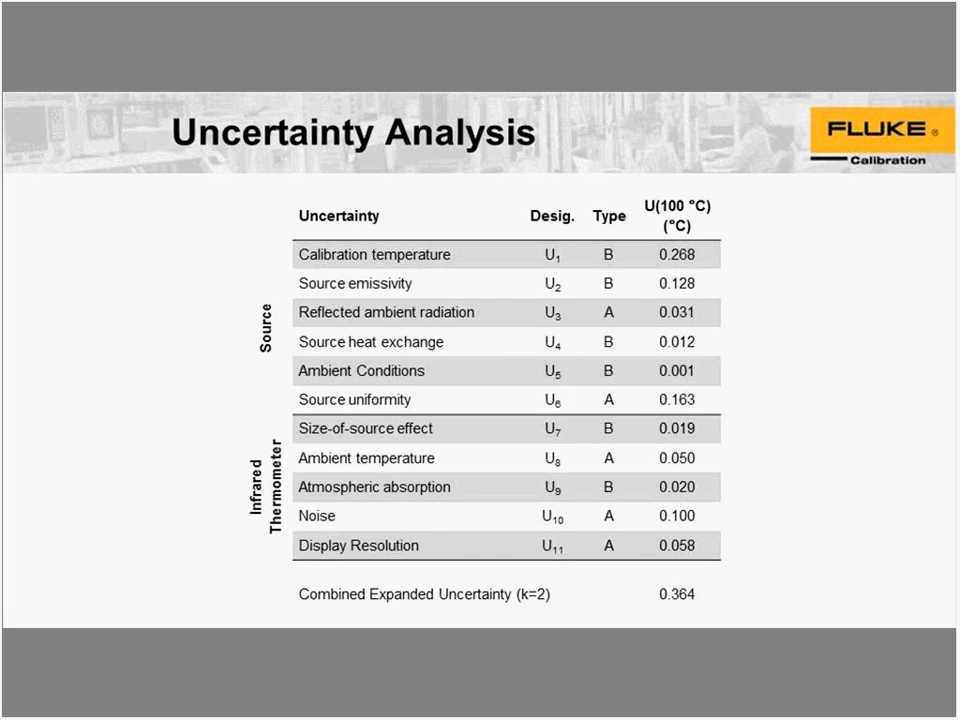 Uncertainty Analysis
FLUKE ®
Calibration
Uncertainty Desig. Type U(100 °C) (°C)
Source
Calibration temperature U1 B 0.268
Source emissivity U2 B 0.128
Reflected ambient radiation U3 A 0.031
Source heat exchange U4 B 0.012
Ambient Conditions U5 B 0.001
Source uniformity U6 A 0.163
Infrared
Thermometer
Size-of-source effect U7 B 0.019
Ambient temperature U8 A 0.050
Atmospheric absorption U9 B 0.020
Noise U10 A 0.100
Display Resolution U11 A 0.058
Combined Expanded Uncertainty (k=2) 0.364